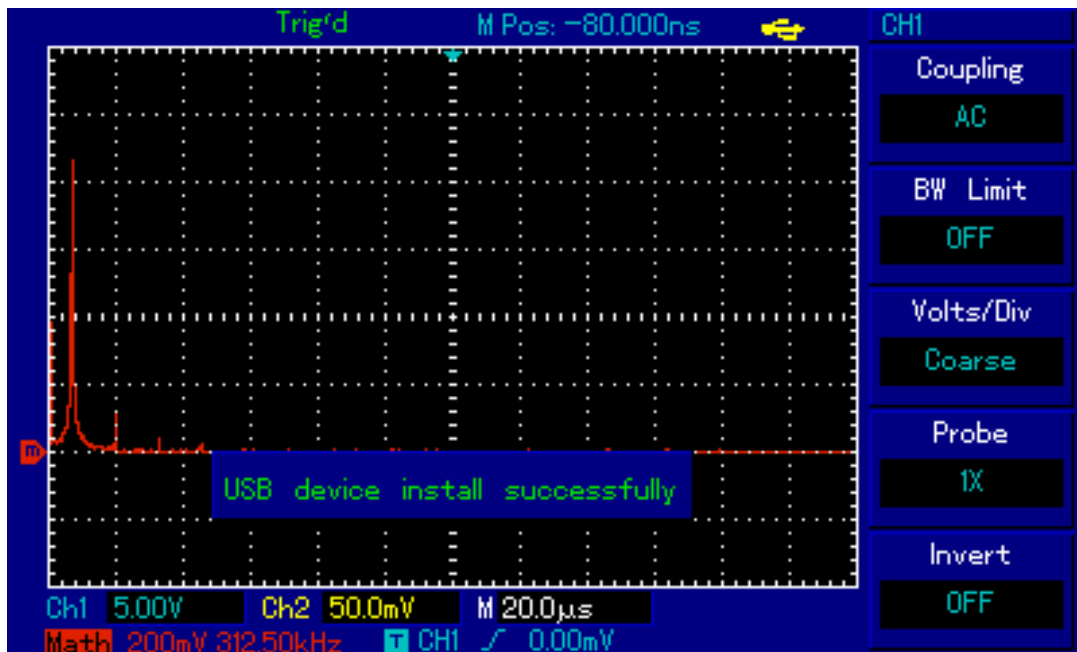 Trig'd M Pos: -80.000ns CH1
Coupling
AC
BW Limit
OFF
Volts/Div
Coarse
Probe
1X
Invert
OFF
m
USB device install successfully
Ch1 5.00V Ch2 50.0mV M 20.0µs
Math 200mV 312.50kHz T CH1 0.00mV